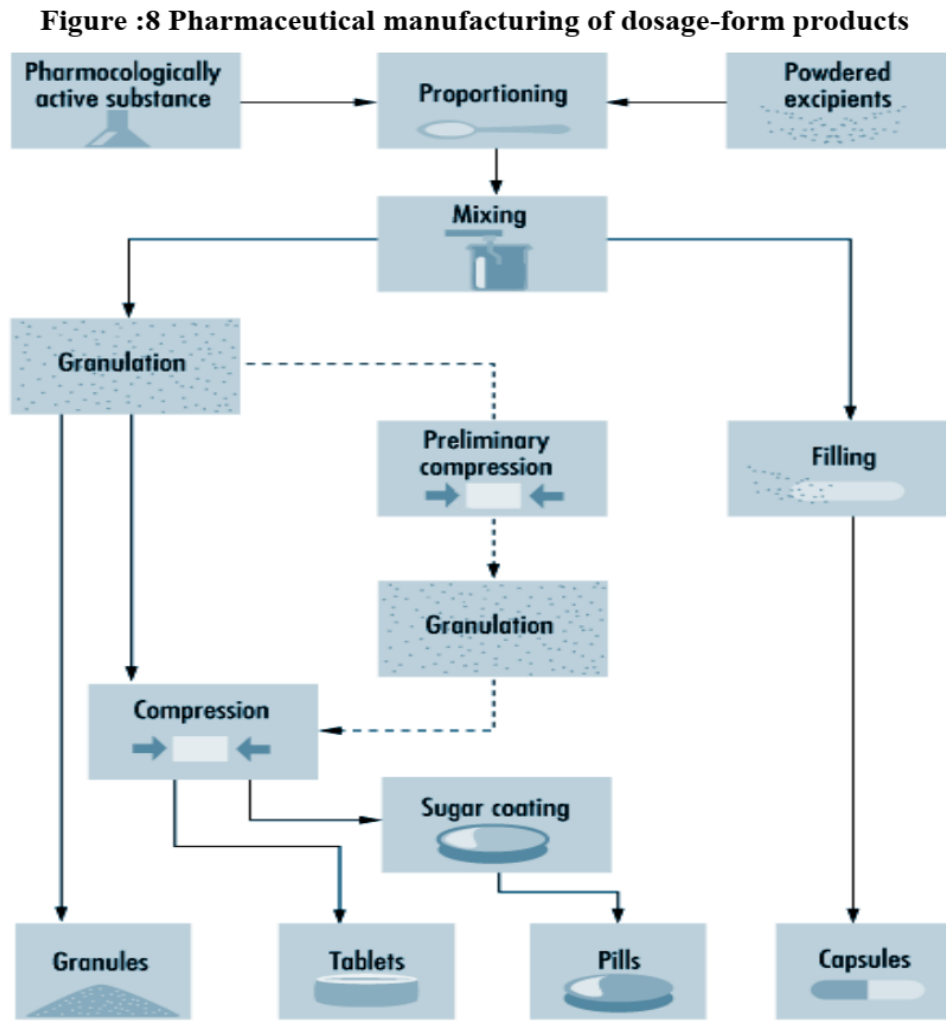 Figure :8 Pharmaceutical manufacturing of dosage-form products
Pharmocologically
active substance
Proportioning
Powdered
excipients
Mixing
Granulation
Preliminary
compression
Filling
Granulation
Compression
Sugar coating
Granules
Tablets
Pills
Capsules